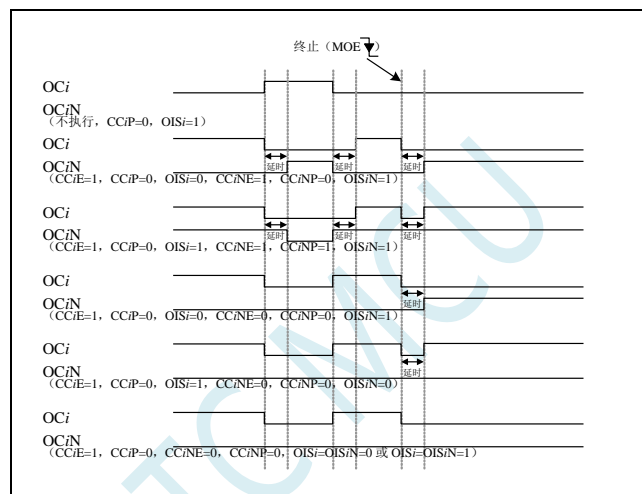 终止（MOE）
OCi
OCiN
（不执行，CCiP=0，OISi=1）
OCi
延时 延时 延时
OCiN
（CCiE=1，CCiP=0，OISi=0，CCiNE=1，CCiNP=0，OISiN=1）
OCi
延时 延时 延时
OCiN
（CCiE=1，CCiP=0，OISi=1，CCiNE=1，CCiNP=1，OISiN=1）
OCi
延时
OCiN
（CCiE=1，CCiP=0，OISi=0，CCiNE=0，CCiNP=0，OISiN=1）
OCi
延时
OCiN
（CCiE=1，CCiP=0，OISi=1，CCiNE=0，CCiNP=0，OISiN=0）
OCi
OCiN
（CCiE=1，CCiP=0，CCiNE=0，CCiNP=0，OISi=OISiN=0 或 OISi=OISiN=1）
MCU